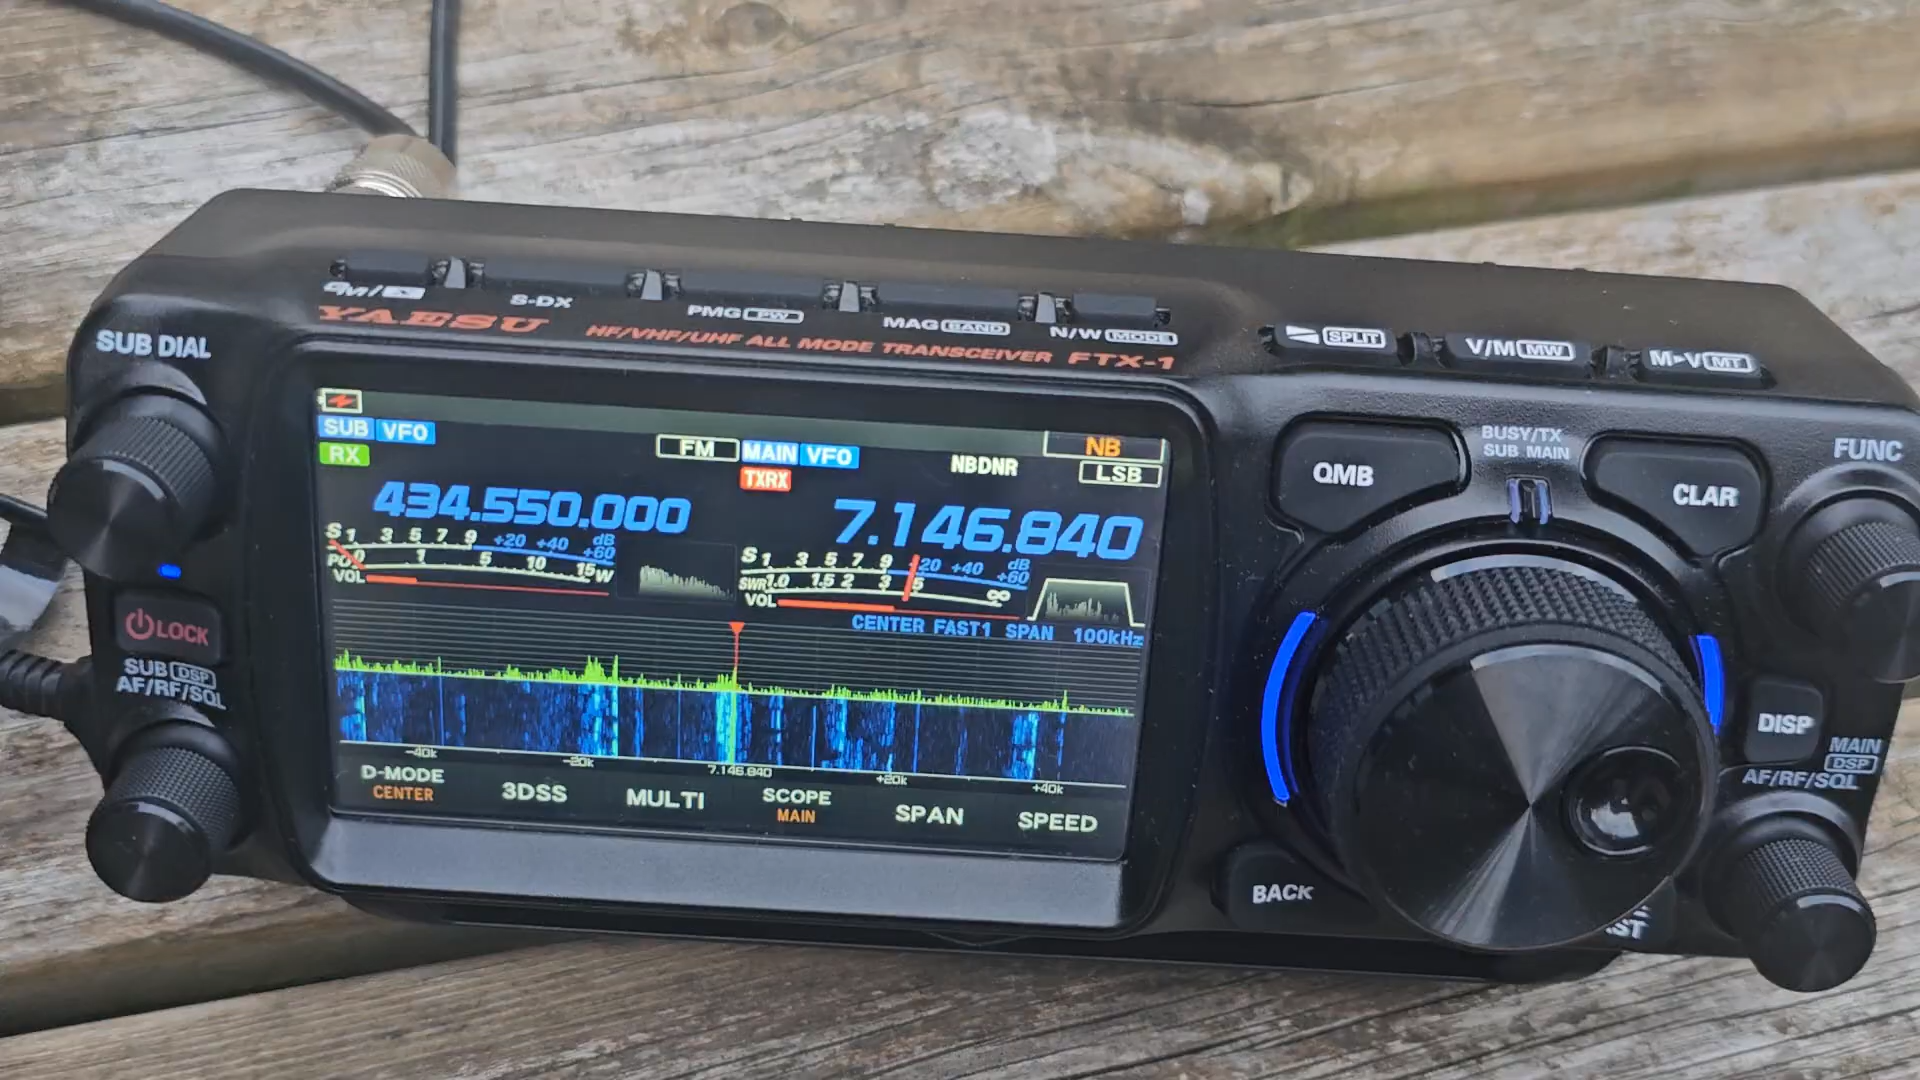 S-DX
PMG PW
MAG BAND
N/W MODE
SPLIT
V/M MW
M▸V MT
YAESU
HF/VHF/UHF ALL MODE TRANSCEIVER FTX-1
SUB DIAL
BUSY/TX
SUB MAIN
QMB
CLAR
FUNC
SUB VFO
FM
MAIN VFO
NB
RX
TXRX
NBDNR
LSB
434.550.000
7.146.840
S 1 3 5 7 9 +20 +40 +60 dB
PO 0 1 5 10 15W
VOL
S 1 3 5 7 9 +20 +40 +60 dB
SWR 1.0 1.5 2 3 5 ∞
VOL
CENTER FAST1 SPAN 100kHz
-40k
-20k
7.146.840
+20k
+40k
D-MODE
CENTER
3DSS
MULTI
SCOPE
MAIN
SPAN
SPEED
LOCK
SUB DSP
AF/RF/SQL
DISP
MAIN
DSP
AF/RF/SQL
BACK